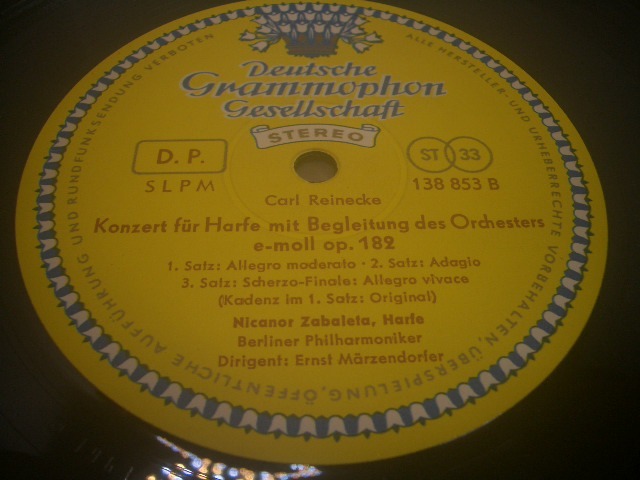 Deutsche
Grammophon
Gesellschaft
STEREO
D. P.
SLPM
ST 33
138 853 B
Carl Reinecke
Konzert für Harfe mit Begleitung des Orchesters
e-moll op. 182
1. Satz: Allegro moderato · 2. Satz: Adagio
3. Satz: Scherzo-Finale: Allegro vivace
(Kadenz im 1. Satz: Original)
Nicanor Zabaleta, Harfe
Berliner Philharmoniker
Dirigent: Ernst Märzendorfer
ALLE HERSTELLER- UND URHEBERRECHTE VORBEHALTEN, ÜBERSPIELUNG, ÖFFENTLICHE AUFFÜHRUNG UND RUNDFUNKSENDUNG VERBOTEN